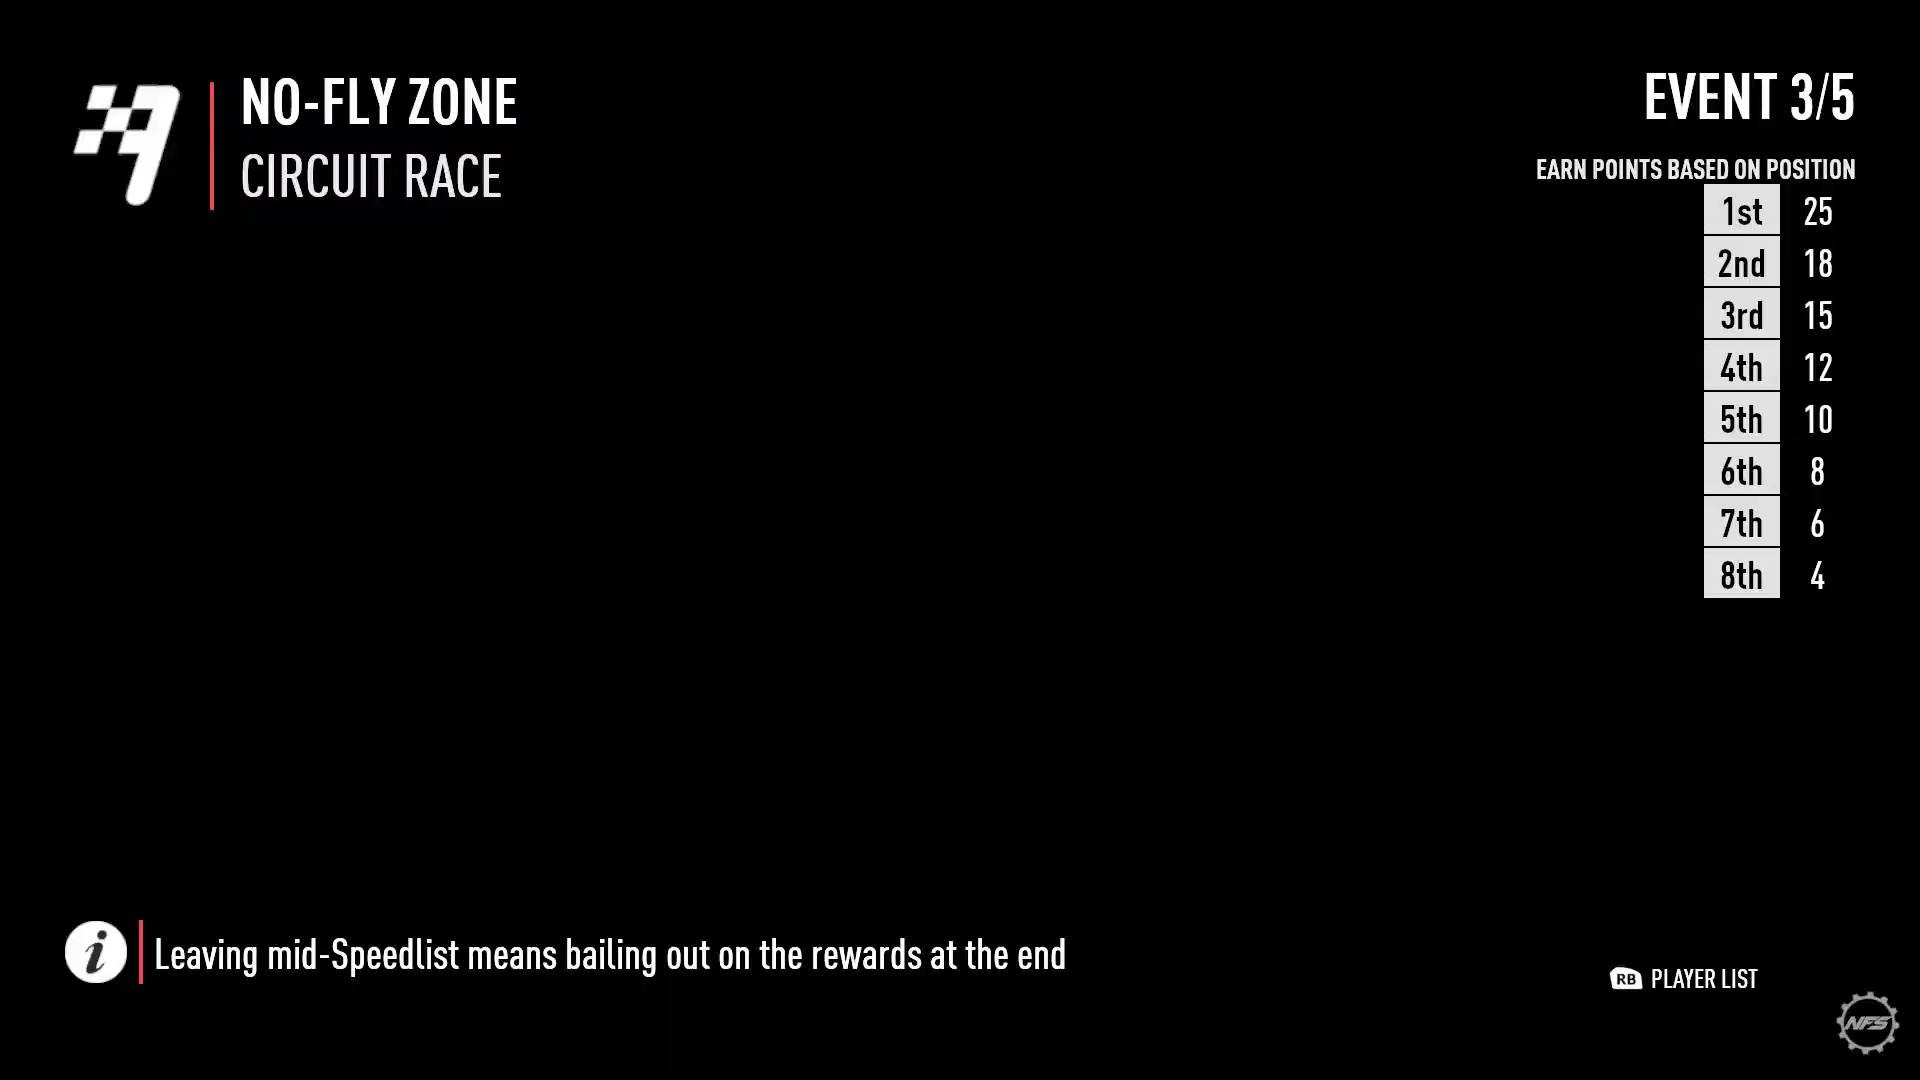 NO-FLY ZONE
CIRCUIT RACE
EVENT 3/5
EARN POINTS BASED ON POSITION
1st 25
2nd 18
3rd 15
4th 12
5th 10
6th 8
7th 6
8th 4
i Leaving mid-Speedlist means bailing out on the rewards at the end
RB PLAYER LIST
NFS